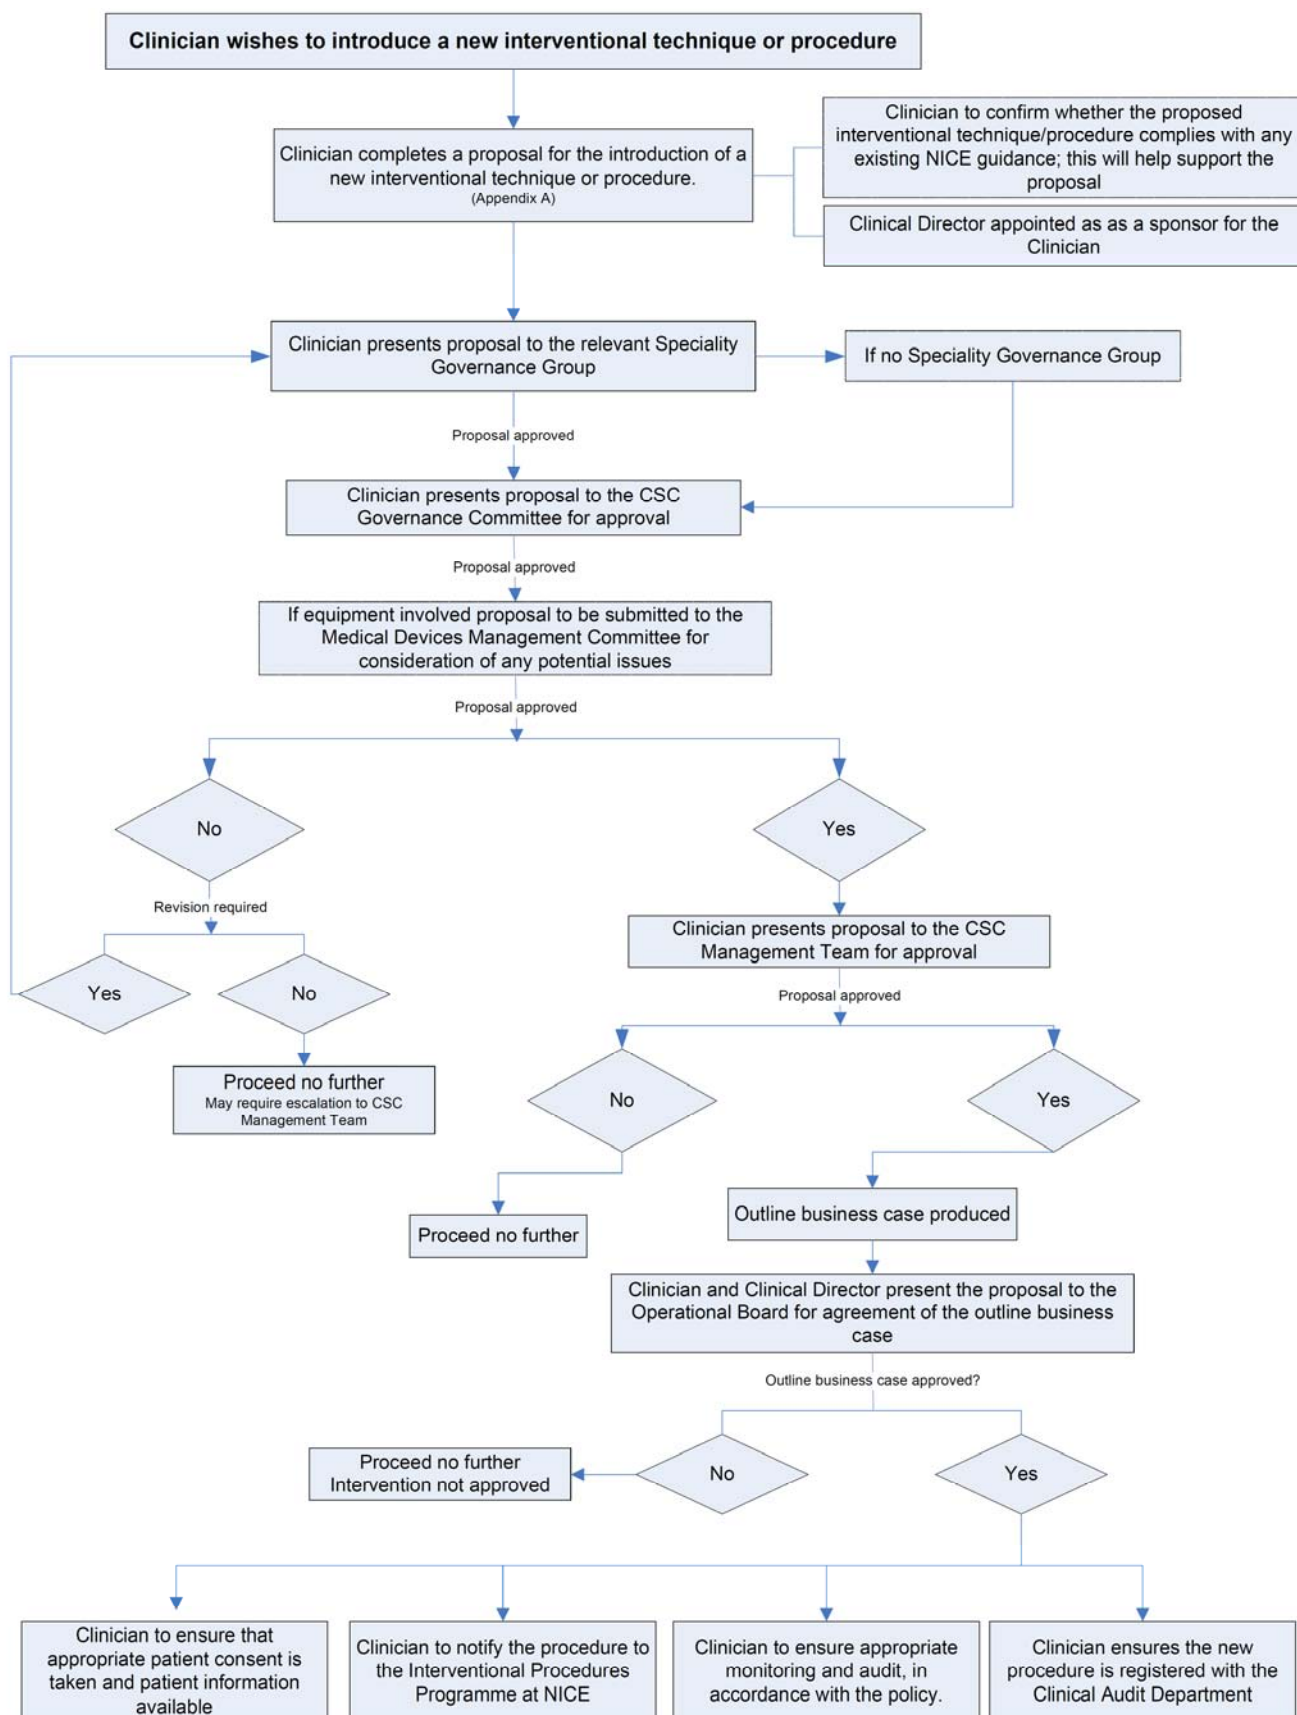 Clinician wishes to introduce a new interventional technique or procedure
Clinician completes a proposal for the introduction of a
new interventional technique or procedure.
(Appendix A)
Clinician to confirm whether the proposed
interventional technique/procedure complies with any
existing NICE guidance; this will help support the
proposal
Clinical Director appointed as as a sponsor for the
Clinician
Clinician presents proposal to the relevant Speciality
Governance Group
If no Speciality Governance Group
Proposal approved
Clinician presents proposal to the CSC
Governance Committee for approval
Proposal approved
If equipment involved proposal to be submitted to the
Medical Devices Management Committee for
consideration of any potential issues
Proposal approved
No
Yes
Revision required
Clinician presents proposal to the CSC
Management Team for approval
Yes
No
Proposal approved
Proceed no further
May require escalation to CSC
Management Team
No
Yes
Proceed no further
Outline business case produced
Clinician and Clinical Director present the proposal to the
Operational Board for agreement of the outline business
case
Outline business case approved?
Proceed no further
Intervention not approved
No
Yes
Clinician to ensure that
appropriate patient consent is
taken and patient information
available
Clinician to notify the procedure to
the Interventional Procedures
Programme at NICE
Clinician to ensure appropriate
monitoring and audit, in
accordance with the policy.
Clinician ensures the new
procedure is registered with the
Clinical Audit Department